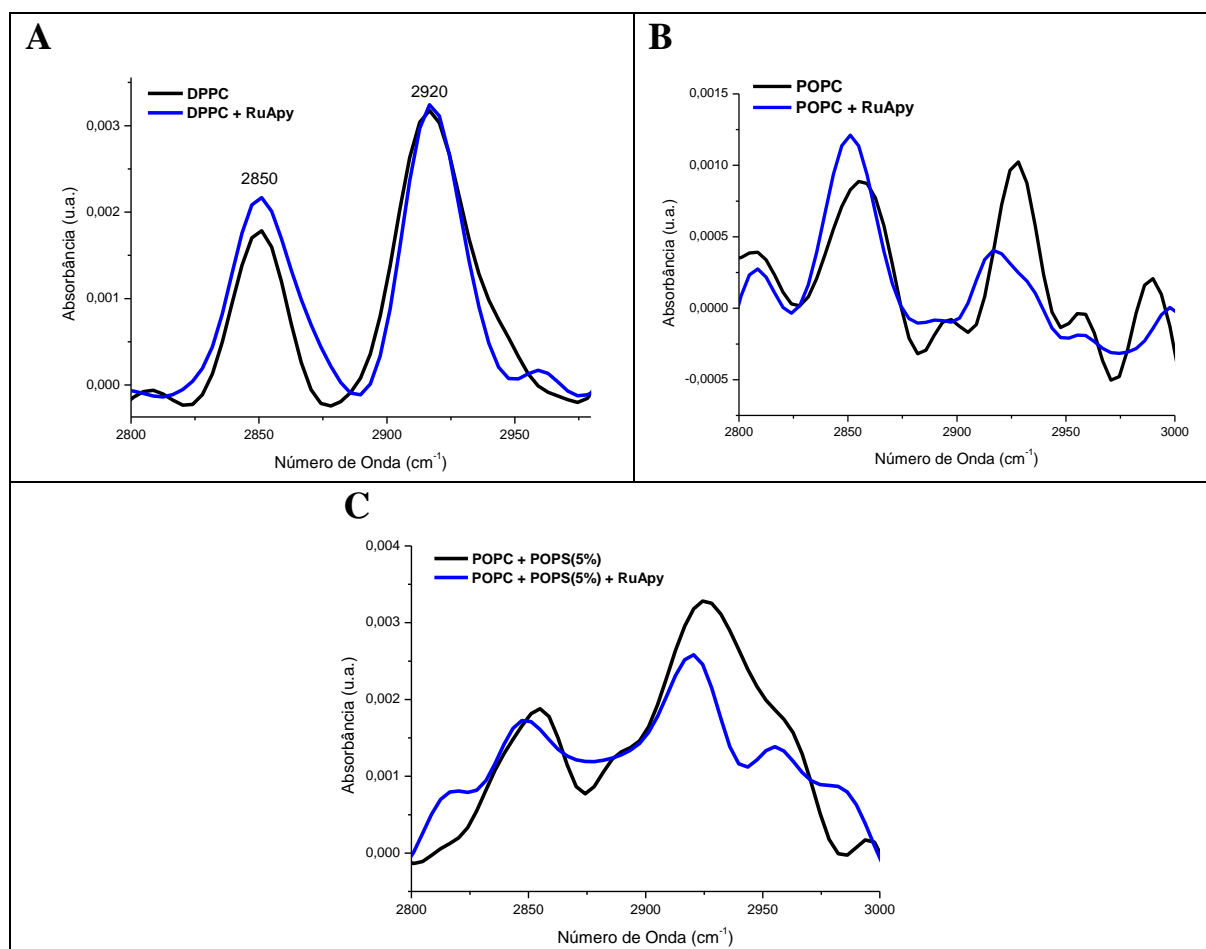 A
DPPC
DPPC + RuApy
2850
2920
0,003
0,002
0,001
0,000
Absorbância (u.a.)
2800
2850
2900
2950
Número de Onda (cm-1)
B
POPC
POPC + RuApy
0,0015
0,0010
0,0005
0,0000
-0,0005
Absorbância (u.a.)
2800
2850
2900
2950
3000
Número de Onda (cm-1)
C
POPC + POPS(5%)
POPC + POPS(5%) + RuApy
0,004
0,003
0,002
0,001
0,000
Absorbância (u.a.)
2800
2850
2900
2950
3000
Número de Onda (cm-1)